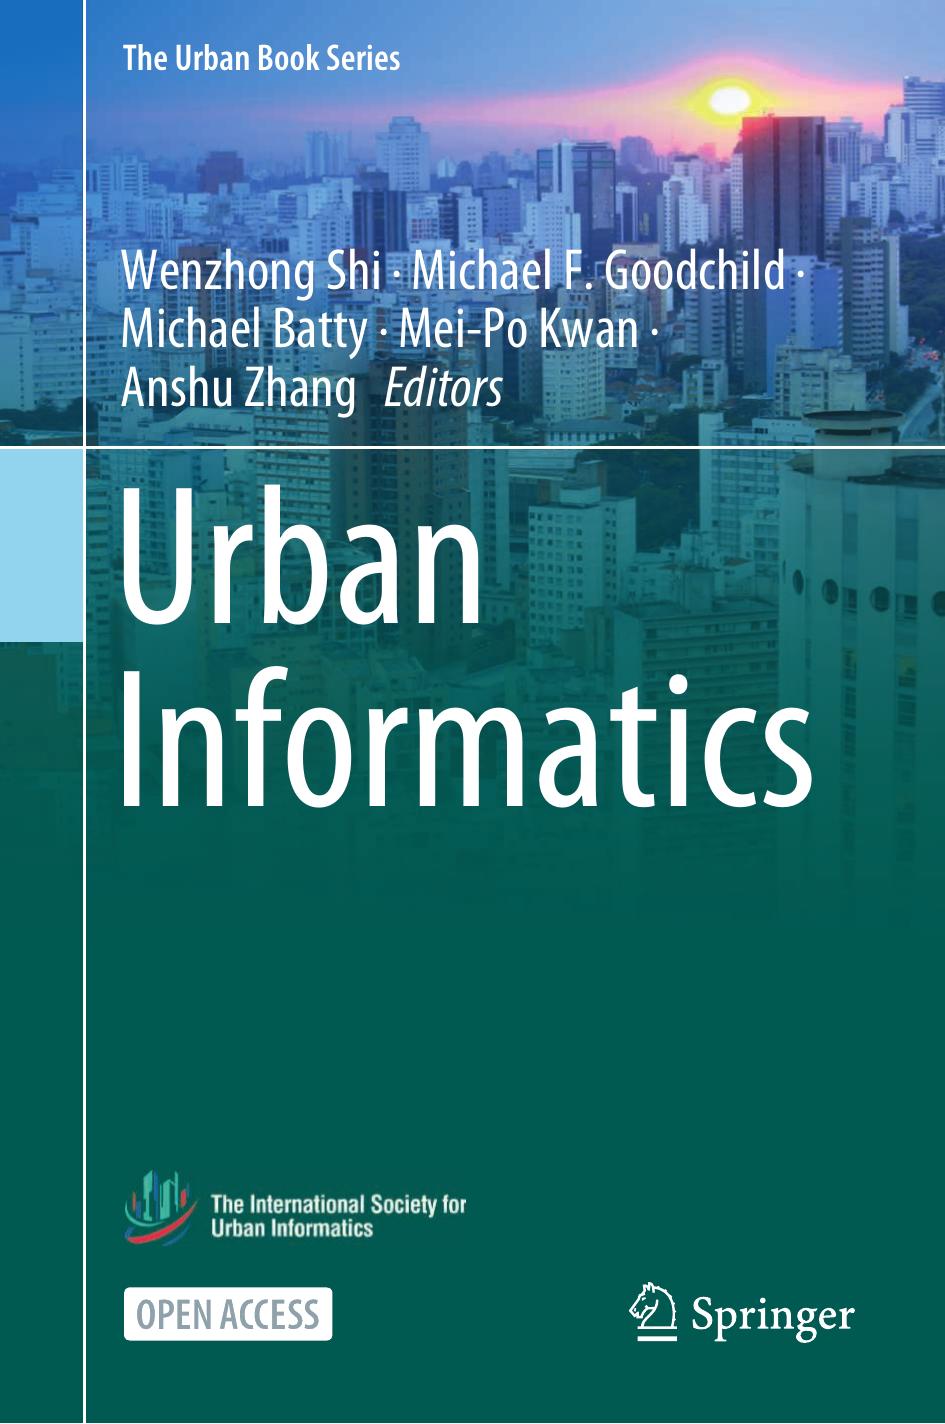 The Urban Book Series
Wenzhong Shi · Michael F. Goodchild ·
Michael Batty · Mei-Po Kwan ·
Anshu Zhang Editors
Urban
Informatics
The International Society for
Urban Informatics
OPEN ACCESS
Springer